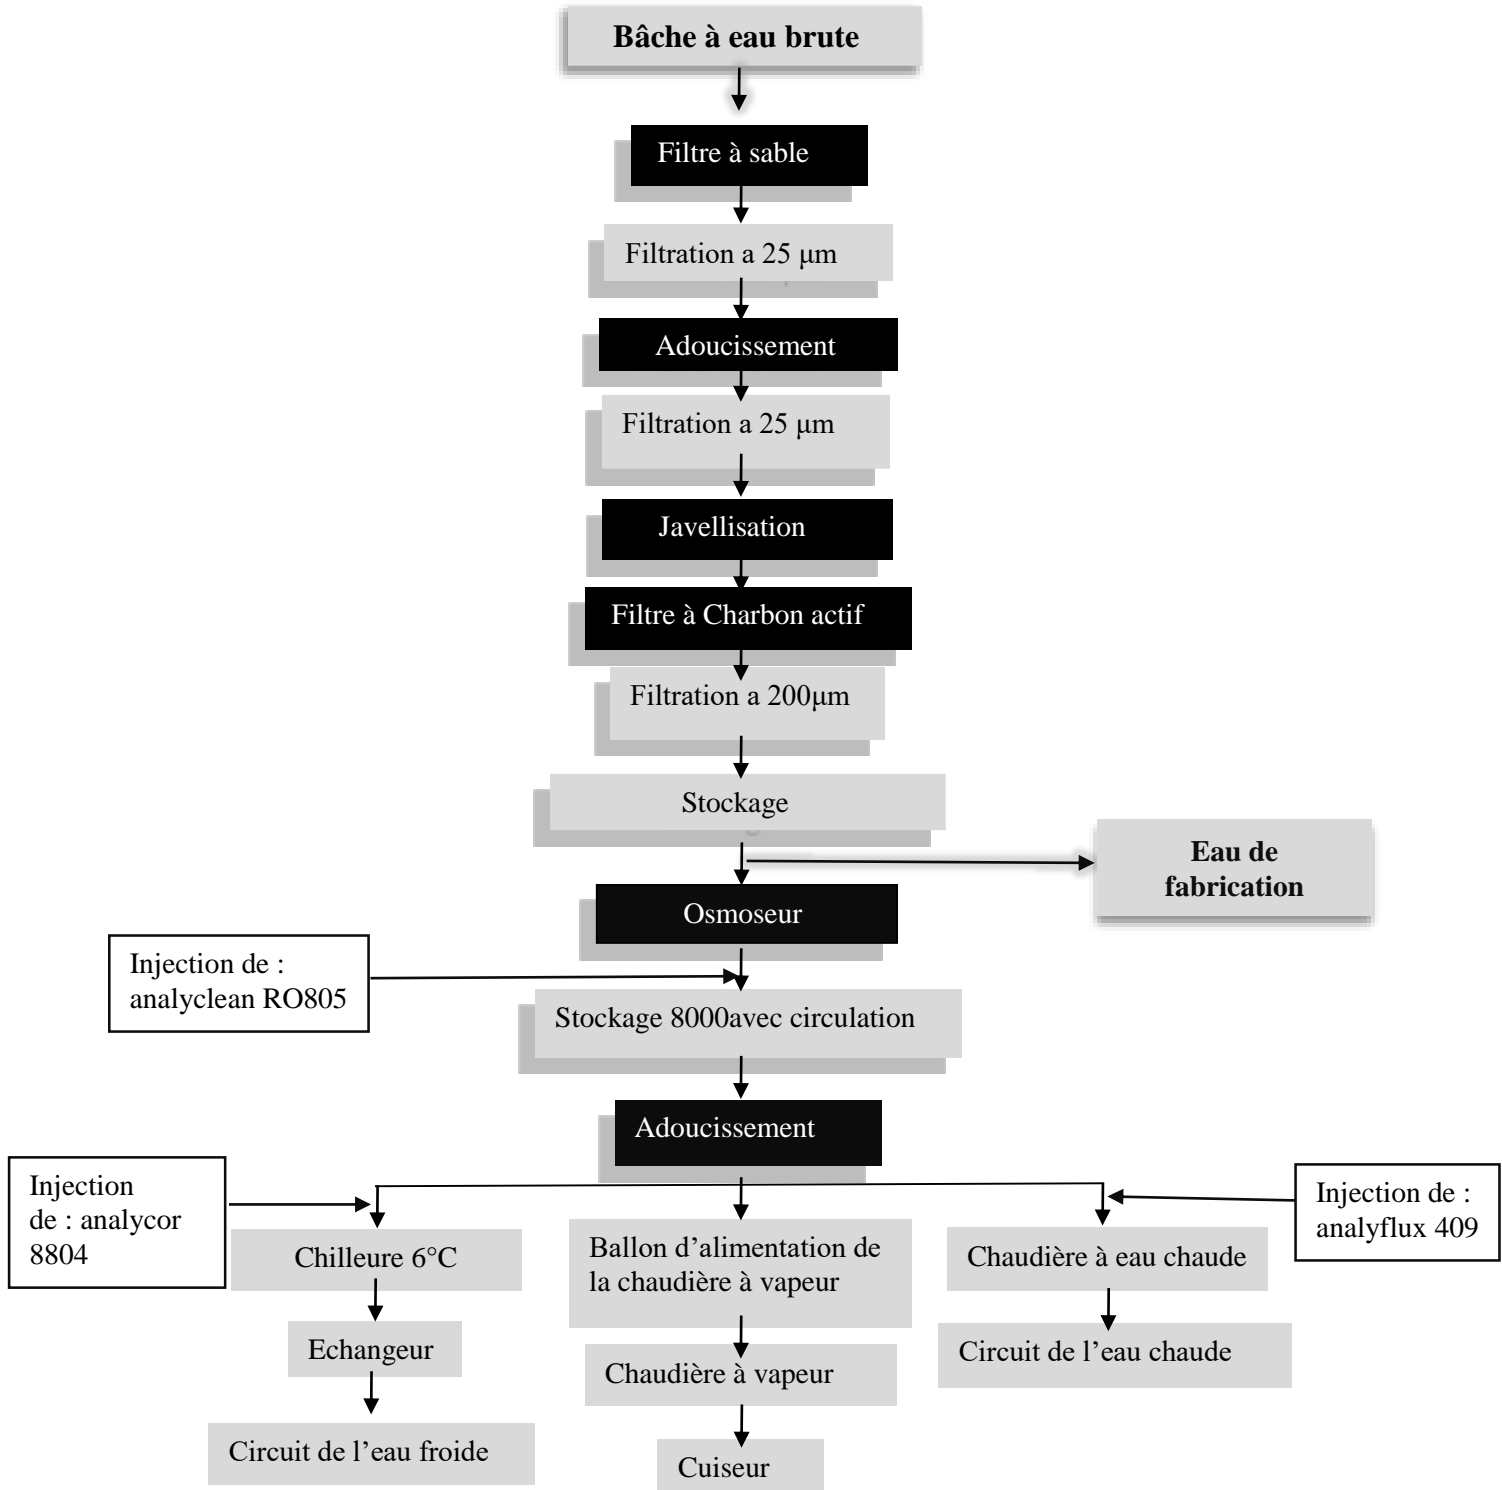 Bâche à eau brute
Filtre à sable
Filtration a 25 μm
Adoucissement
Filtration a 25 μm
Javellisation
Filtre à Charbon actif
Filtration a 200μm
Stockage
Eau de
fabrication
Osmoseur
Injection de :
analyclean RO805
Stockage 8000avec circulation
Adoucissement
Injection
de : analycor
8804
Injection de :
analyflux 409
Chilleure 6°C
Ballon d’alimentation de
la chaudière à vapeur
Chaudière à eau chaude
Echangeur
Chaudière à vapeur
Circuit de l’eau chaude
Circuit de l’eau froide
Cuiseur